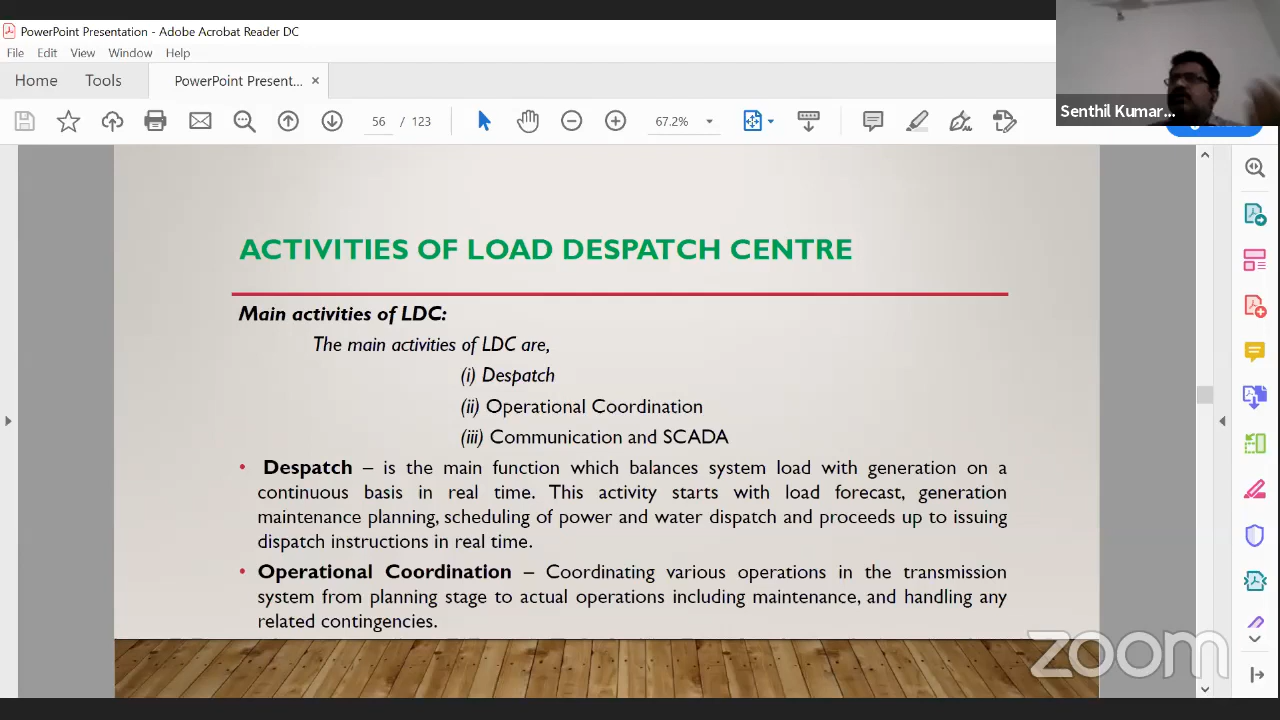 PowerPoint Presentation - Adobe Acrobat Reader DC
File Edit View Window Help
Home Tools PowerPoint Present... ×
56 / 123 67.2%
Senthil Kumar...
ACTIVITIES OF LOAD DESPATCH CENTRE
Main activities of LDC:
The main activities of LDC are,
(i) Despatch
(ii) Operational Coordination
(iii) Communication and SCADA
• Despatch – is the main function which balances system load with generation on a
continuous basis in real time. This activity starts with load forecast, generation
maintenance planning, scheduling of power and water dispatch and proceeds up to issuing
dispatch instructions in real time.
• Operational Coordination – Coordinating various operations in the transmission
system from planning stage to actual operations including maintenance, and handling any
related contingencies.
zoom